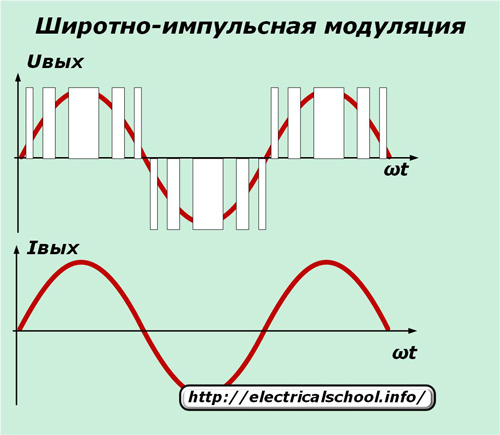 Широтно-импульсная модуляция
Uвых
ωt
Iвых
ωt
http://electricalschool.info/